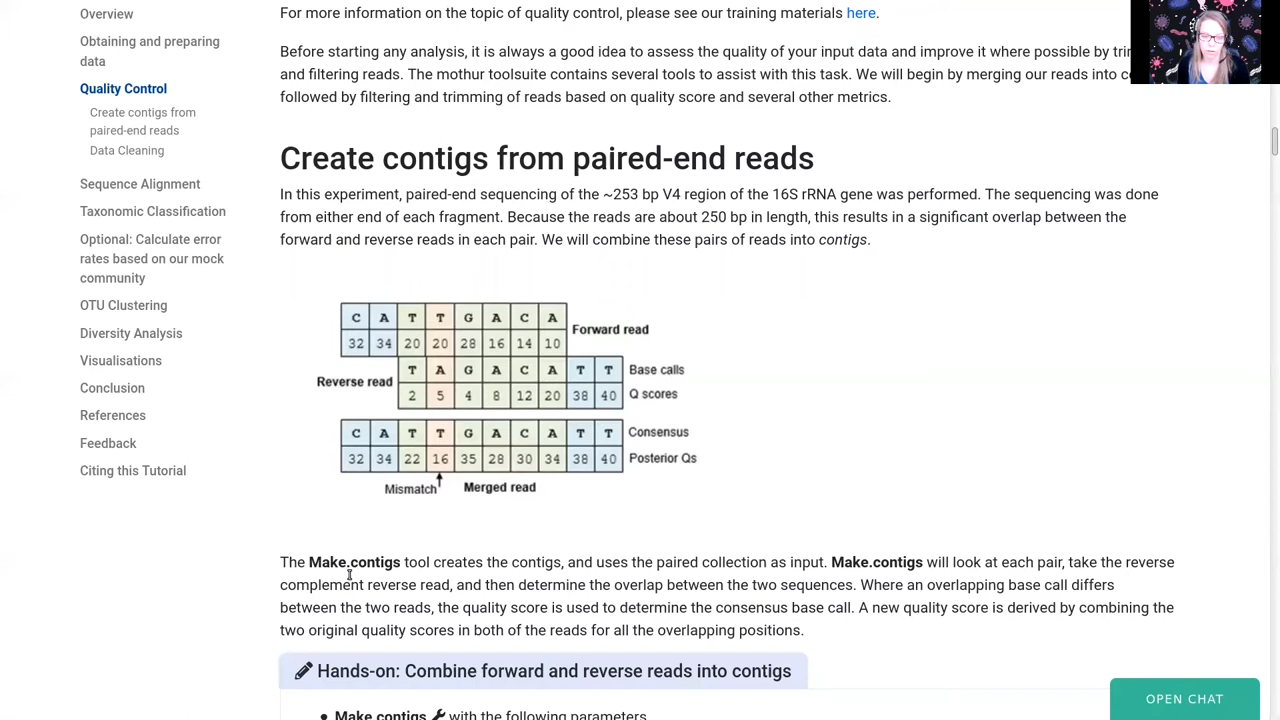 Overview
Obtaining and preparing
data
Quality Control
Create contigs from
paired-end reads
Data Cleaning
Sequence Alignment
Taxonomic Classification
Optional: Calculate error
rates based on our mock
community
OTU Clustering
Diversity Analysis
Visualisations
Conclusion
References
Feedback
Citing this Tutorial
For more information on the topic of quality control, please see our training materials here.
Before starting any analysis, it is always a good idea to assess the quality of your input data and improve it where possible by
and filtering reads. The mothur toolsuite contains several tools to assist with this task. We will begin by merging our reads into
followed by filtering and trimming of reads based on quality score and several other metrics.
Create contigs from paired-end reads
In this experiment, paired-end sequencing of the ~253 bp V4 region of the 16S rRNA gene was performed. The sequencing was done
from either end of each fragment. Because the reads are about 250 bp in length, this results in a significant overlap between the
forward and reverse reads in each pair. We will combine these pairs of reads into contigs.
C A T T G A C A
Forward read
32 34 20 20 28 16 14 10
T A G A C A T T Base calls
Reverse read
2 5 4 8 12 20 38 40 Q scores
C A T T G A C A T T Consensus
32 34 22 16 35 28 30 34 38 40 Posterior Qs
Mismatch Merged read
The Make.contigs tool creates the contigs, and uses the paired collection as input. Make.contigs will look at each pair, take the reverse
complement reverse read, and then determine the overlap between the two sequences. Where an overlapping base call differs
between the two reads, the quality score is used to determine the consensus base call. A new quality score is derived by combining the
two original quality scores in both of the reads for all the overlapping positions.
Hands-on: Combine forward and reverse reads into contigs
• Make.contigs with the following parameters
OPEN CHAT